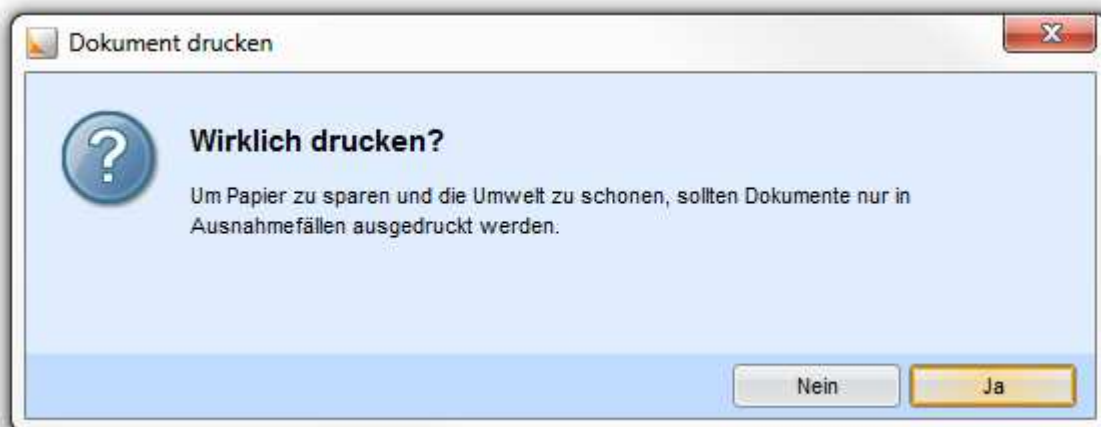 Dokument drucken
Wirklich drucken?
Um Papier zu sparen und die Umwelt zu schonen, sollten Dokumente nur in
Ausnahmefällen ausgedruckt werden.
Nein
Ja